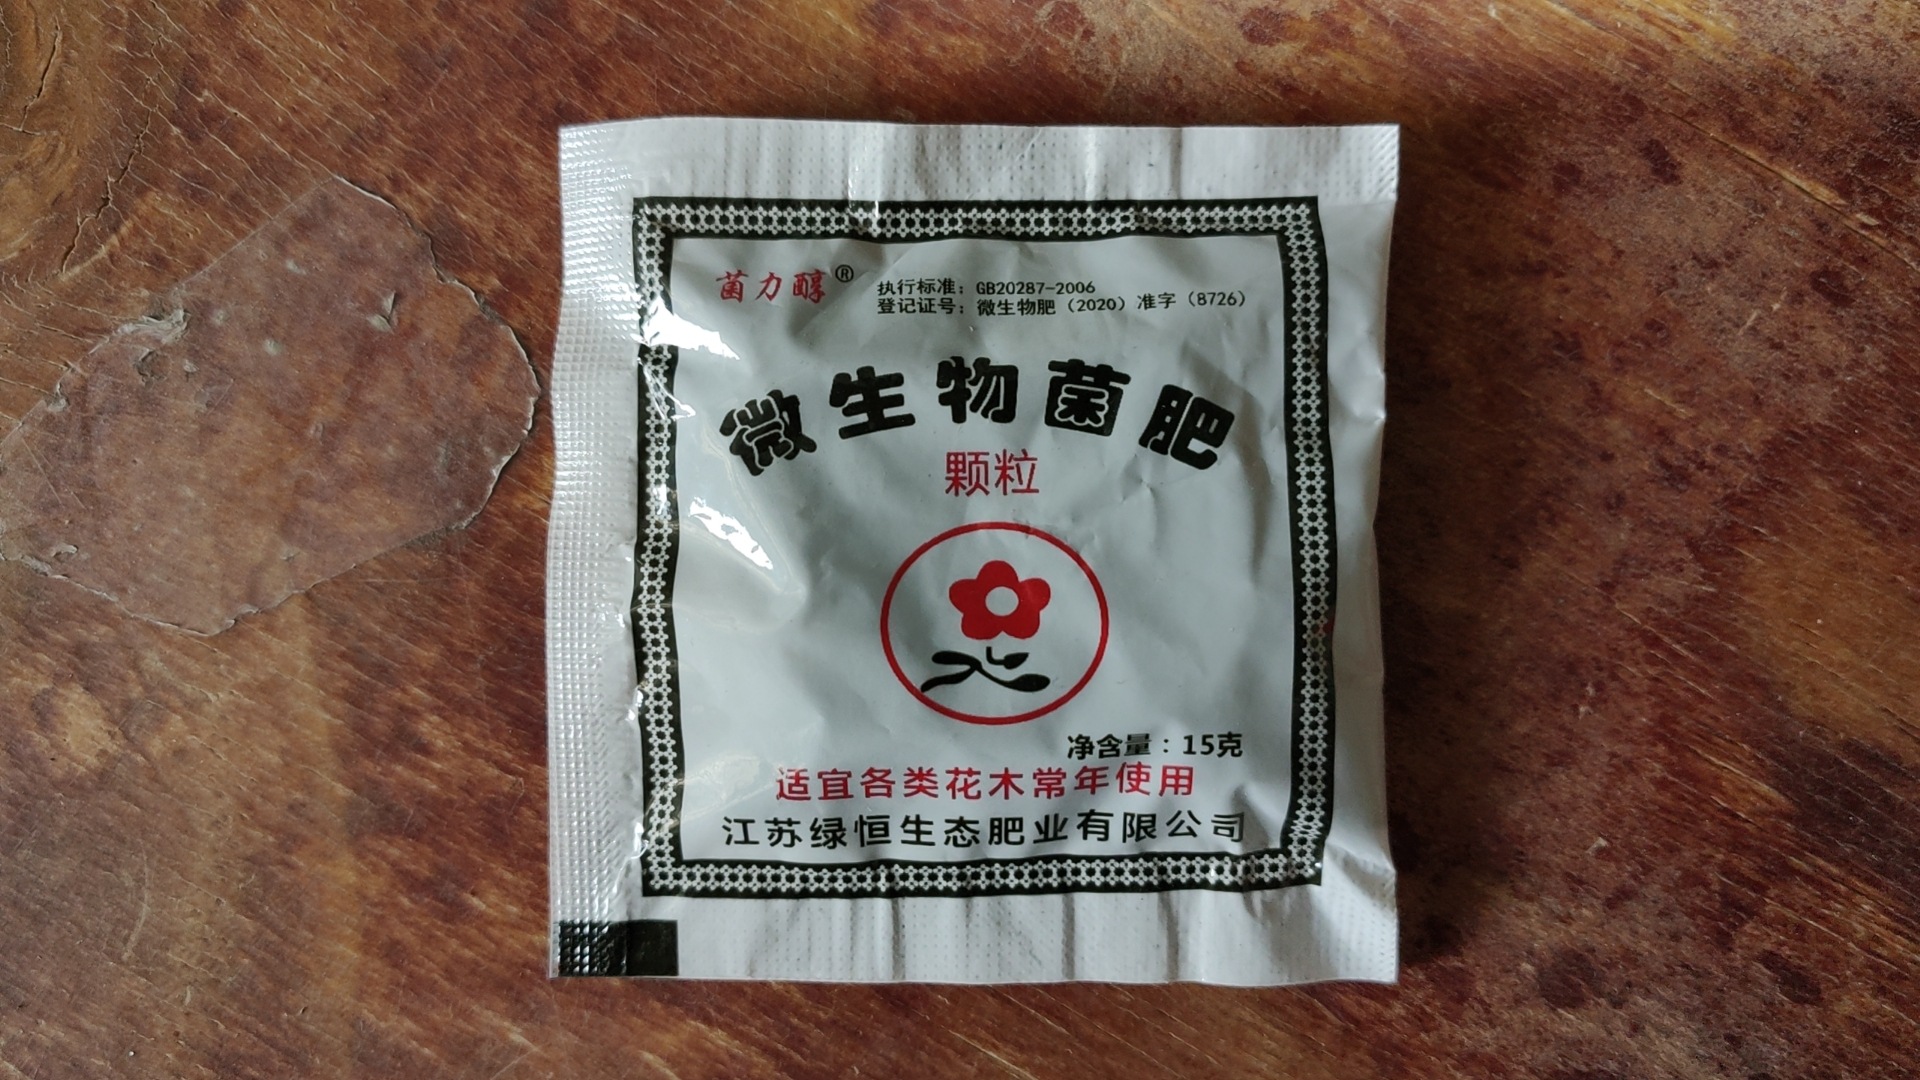 菌力醇®
执行标准：GB20287-2006
登记证号：微生物肥（2020）准字（8726）
微生物菌肥
颗粒
净含量：15克
适宜各类花木常年使用
江苏绿恒生态肥业有限公司